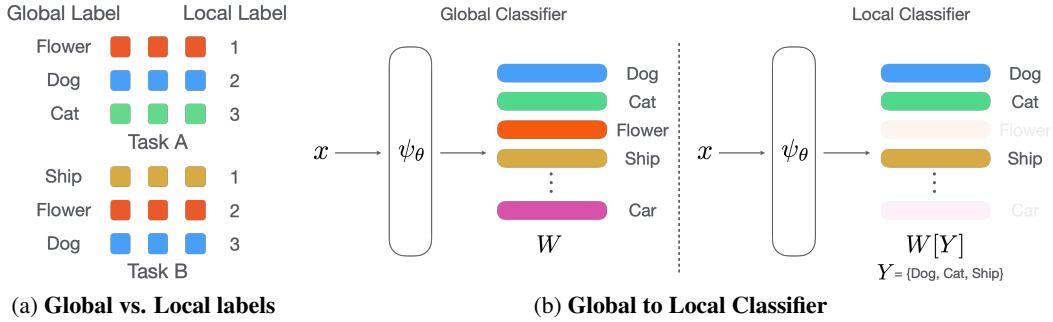 Global Label Local Label
Flower 1
Dog 2
Cat 3
Task A
Ship 1
Flower 2
Dog 3
Task B
(a) Global vs. Local labels
Global Classifier
x ψθ
Dog
Cat
Flower
Ship
⋮
Car
W
Local Classifier
x ψθ
Dog
Cat
Flower
Ship
⋮
Car
W[Y]
Y = {Dog, Cat, Ship}
(b) Global to Local Classifier